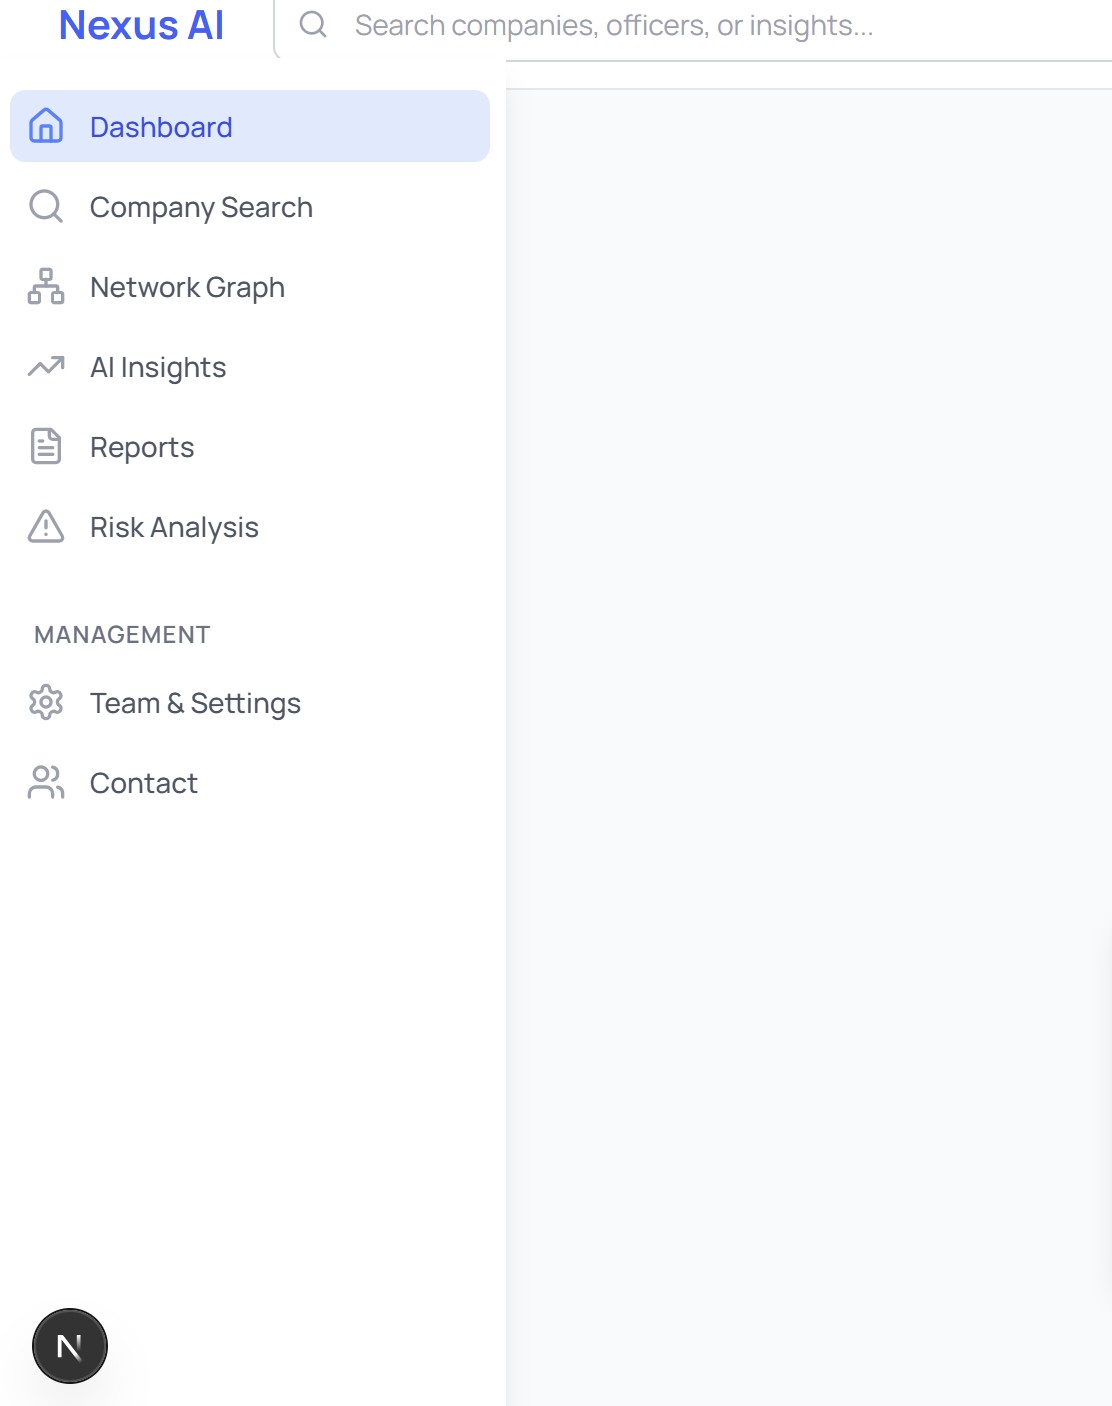 Nexus AI
Search companies, officers, or insights...
Dashboard
Company Search
Network Graph
AI Insights
Reports
Risk Analysis
MANAGEMENT
Team & Settings
Contact
N